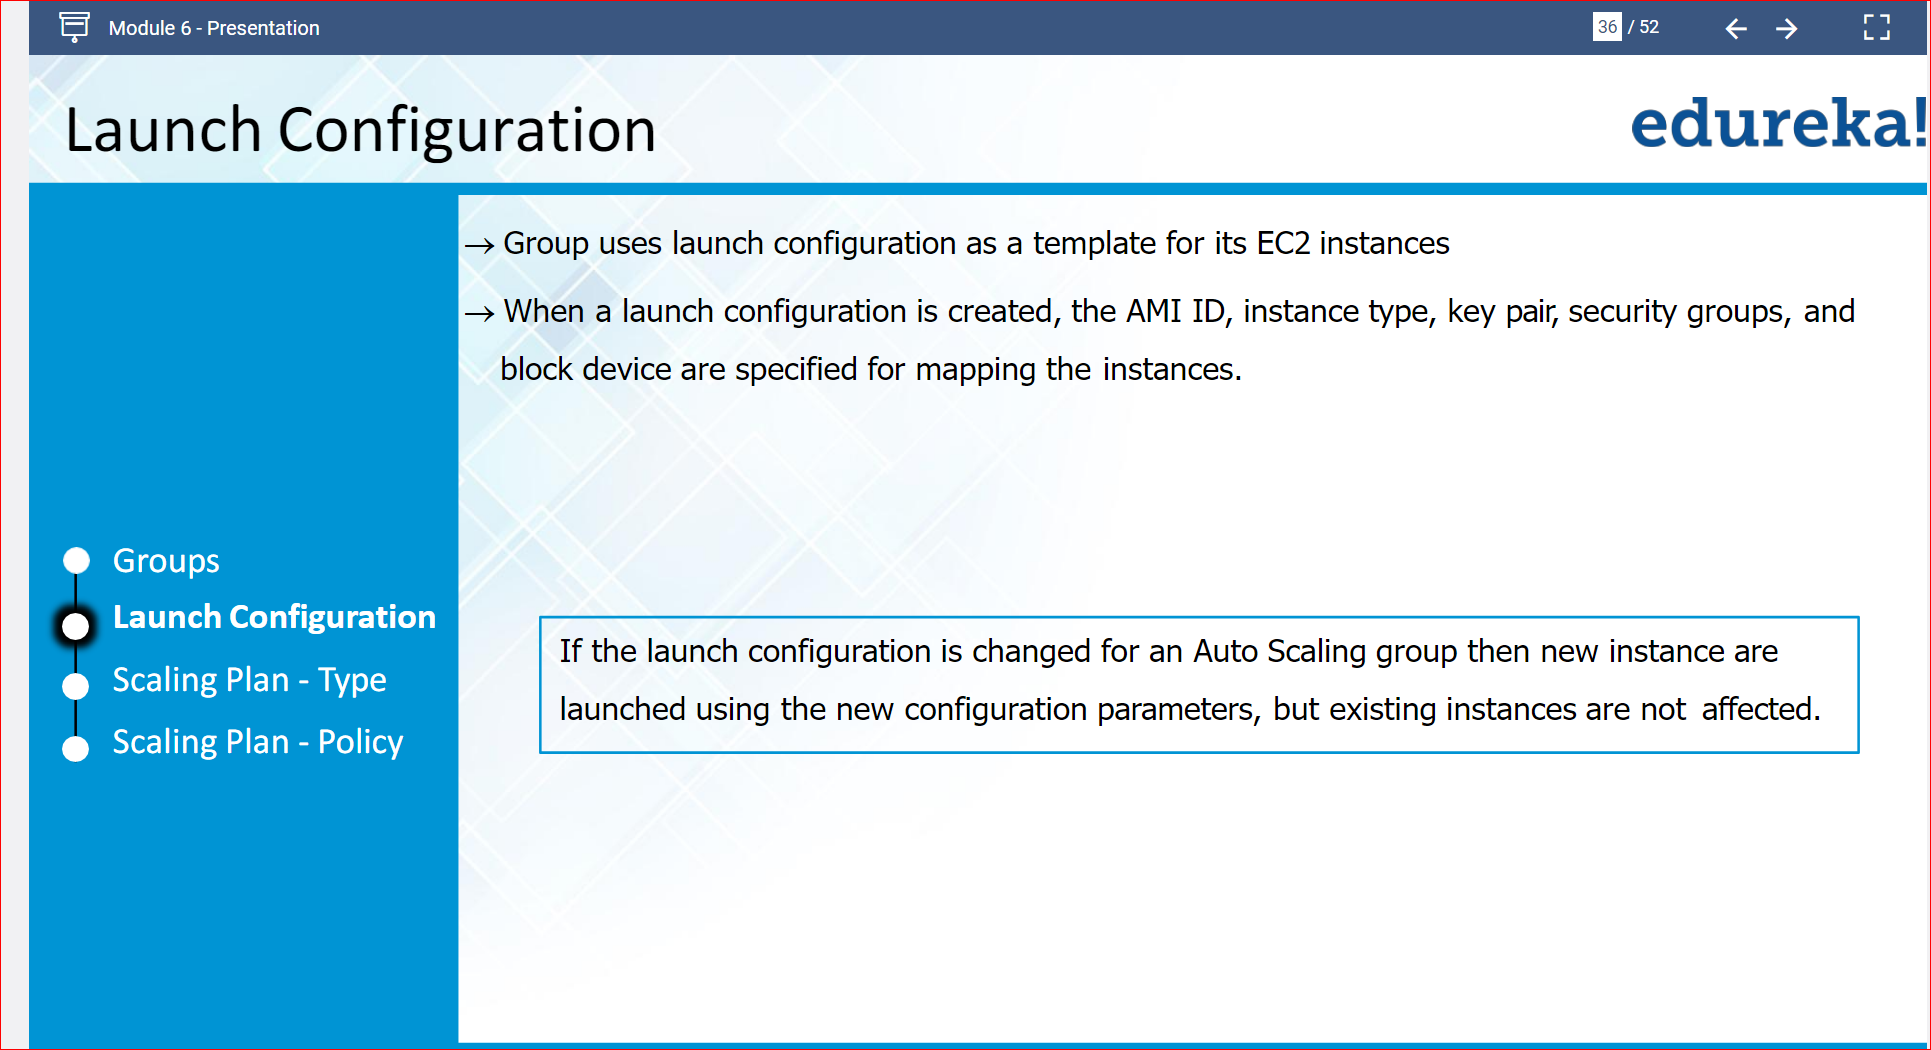 Module 6 - Presentation
36 / 52
Launch Configuration
edureka!
→ Group uses launch configuration as a template for its EC2 instances
→ When a launch configuration is created, the AMI ID, instance type, key pair, security groups, and
block device are specified for mapping the instances.
Groups
Launch Configuration
Scaling Plan - Type
Scaling Plan - Policy
If the launch configuration is changed for an Auto Scaling group then new instance are
launched using the new configuration parameters, but existing instances are not affected.